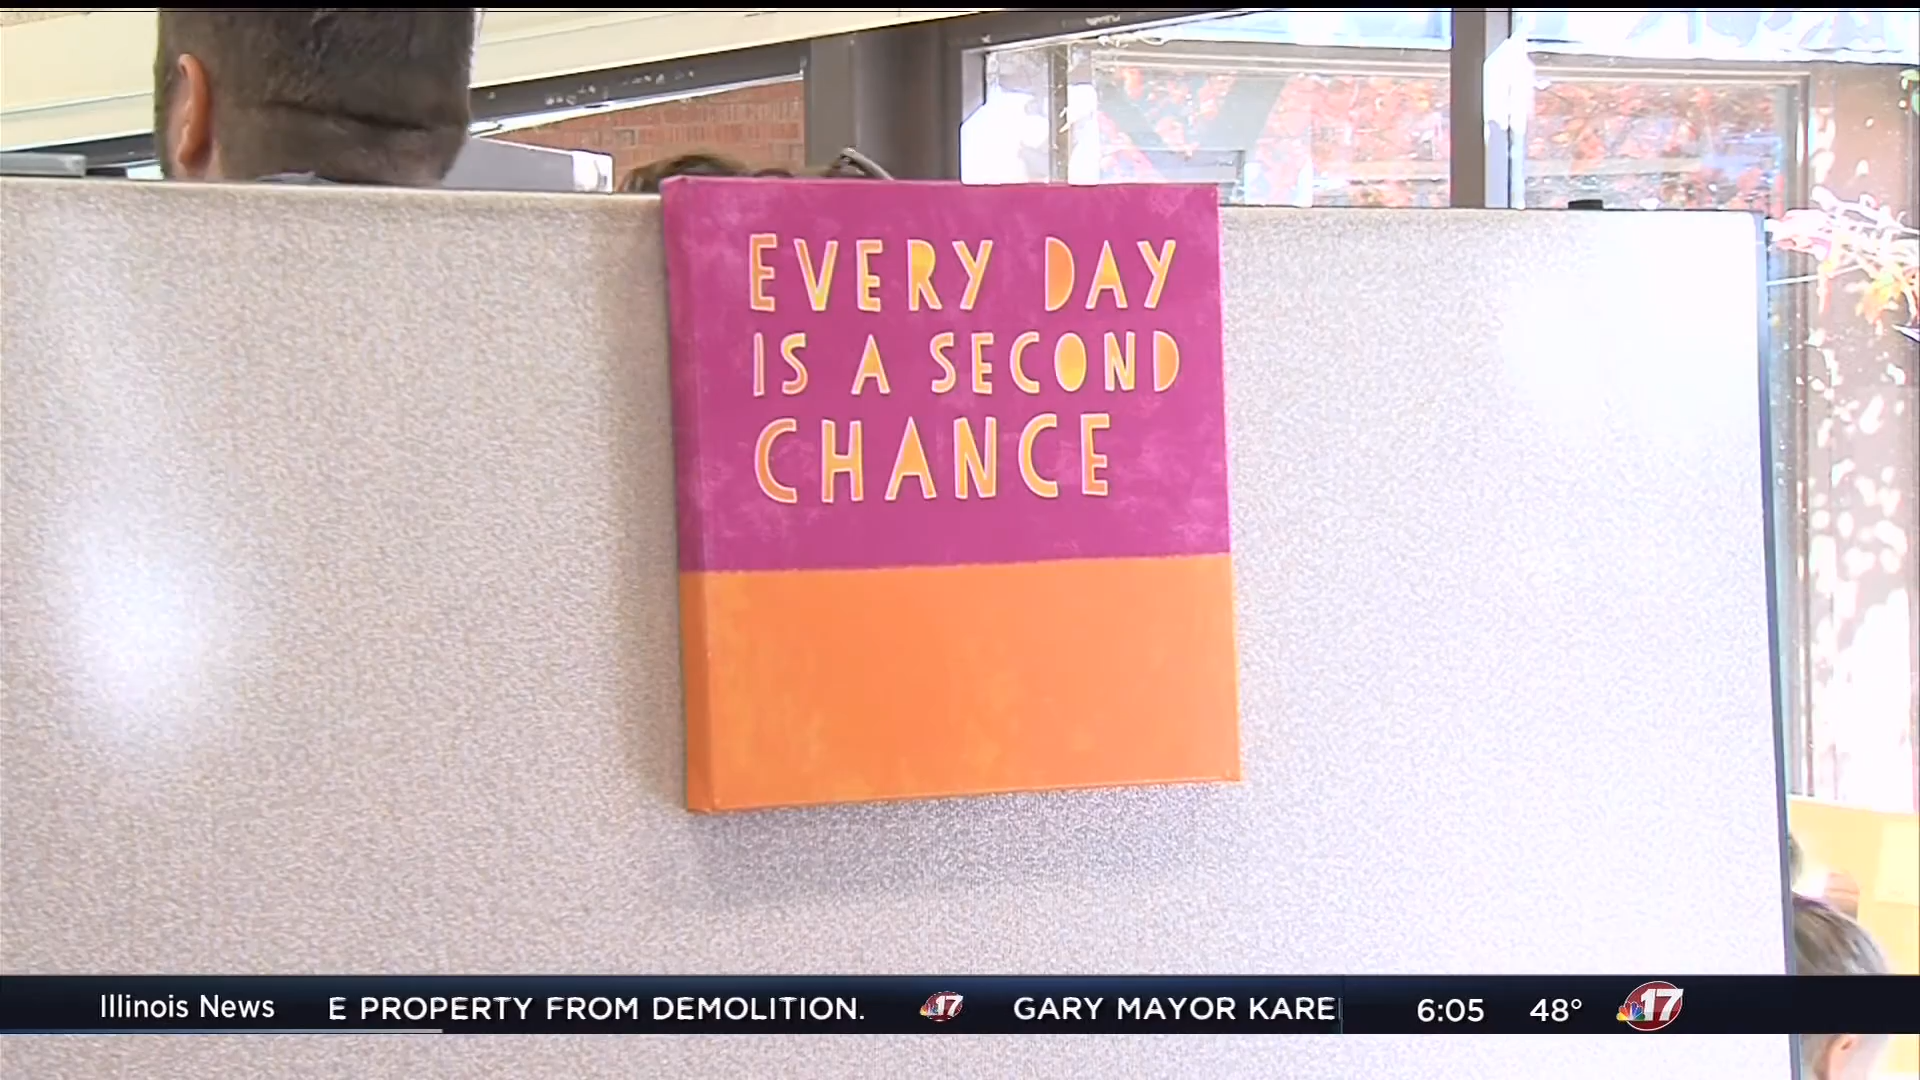 EVERY DAY
IS A SECOND
CHANCE
Illinois News E PROPERTY FROM DEMOLITION. 17 GARY MAYOR KARE 6:05 48° 17